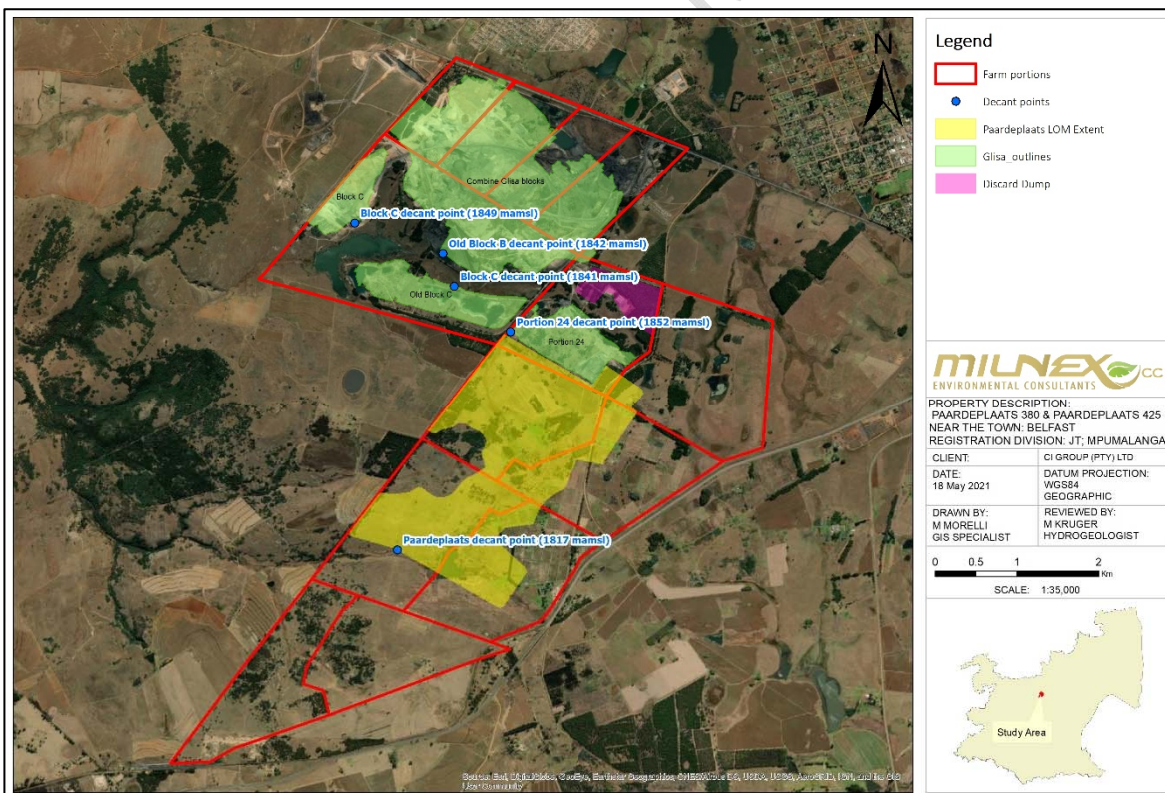 N
Combine Glisa blocks
Block C
Block C decant point (1849 mamsl)
Old Block B decant point (1842 mamsl)
Block C decant point (1841 mamsl)
Old Block C
Portion 24 decant point (1852 mamsl)
Portion 24
Paardeplaats decant point (1817 mamsl)
Legend
Farm portions
Decant points
Paardeplaats LOM Extent
Glisa_outlines
Discard Dump
MILNEX CC
ENVIRONMENTAL CONSULTANTS
PROPERTY DESCRIPTION:
PAARDEPLAATS 380 & PAARDEPLAATS 425
NEAR THE TOWN: BELFAST
REGISTRATION DIVISION: JT; MPUMALANGA
CLIENT: CI GROUP (PTY) LTD
DATE: DATUM PROJECTION:
18 May 2021 WGS84
GEOGRAPHIC
DRAWN BY: REVIEWED BY:
M MORELLI M KRUGER
GIS SPECIALIST HYDROGEOLOGIST
0 0.5 1 2
Km
SCALE: 1:35,000
Study Area